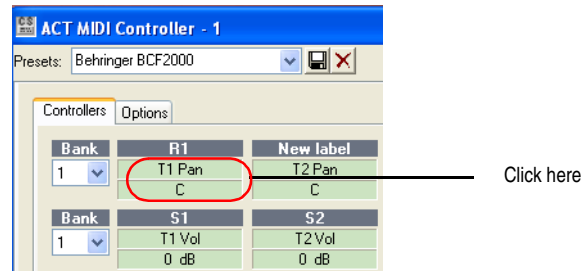 ACT MIDI Controller - 1
Presets: Behringer BCF2000
Controllers Options
Bank R1 New label
1 T1 Pan T2 Pan
C C
Bank S1 S2
1 T1 Vol T2 Vol
0 dB 0 dB
Click here